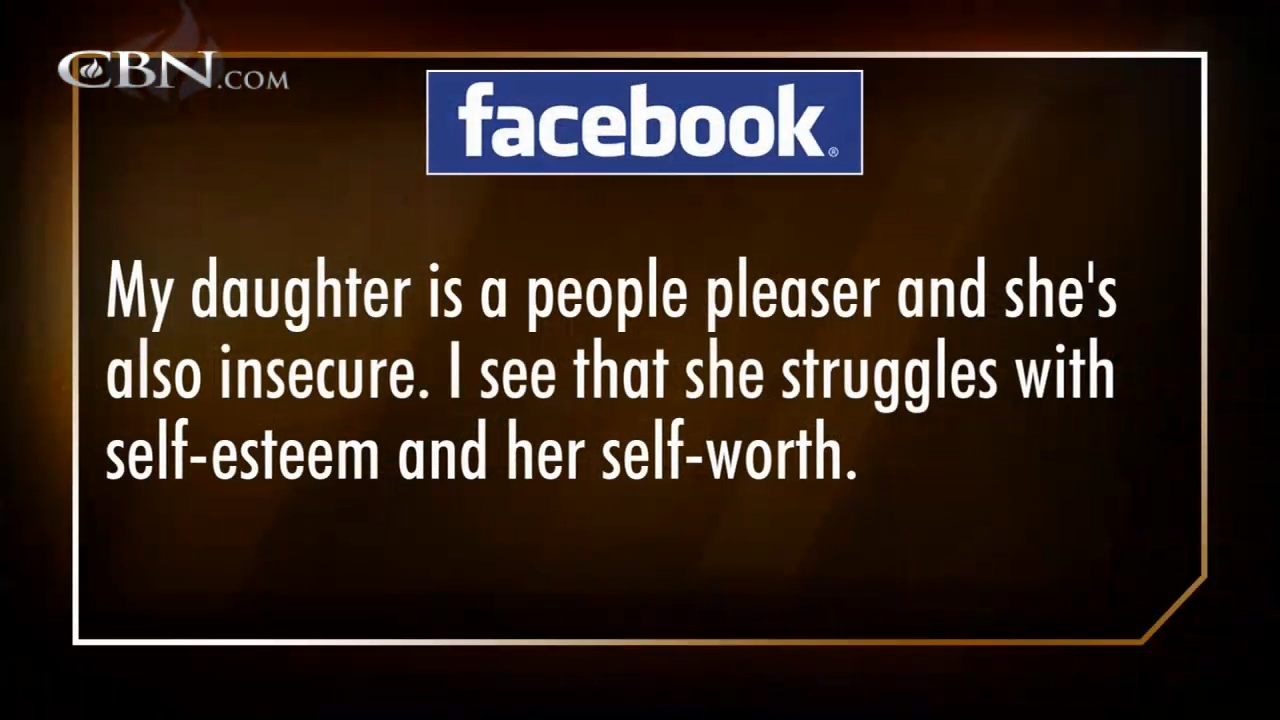 CBN.COM
facebook®
My daughter is a people pleaser and she's
also insecure. I see that she struggles with
self-esteem and her self-worth.